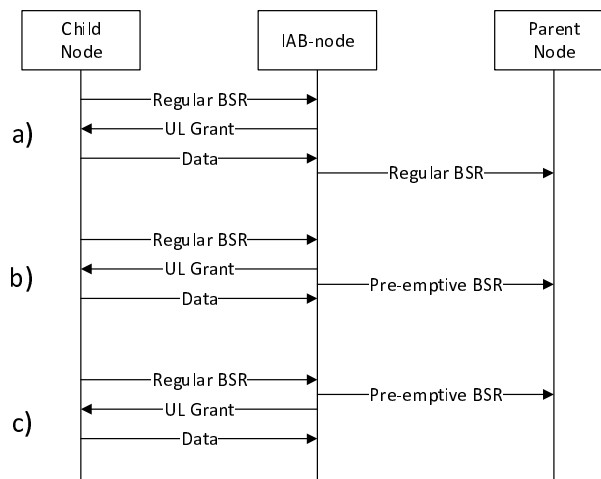 Child
Node
IAB-node
Parent
Node
a)
Regular BSR
UL Grant
Data
Regular BSR
b)
Regular BSR
UL Grant
Pre-emptive BSR
Data
c)
Regular BSR
Pre-emptive BSR
UL Grant
Data